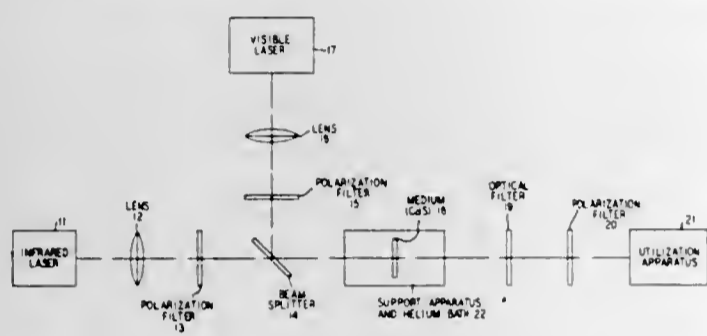 VISIBLE
LASER
17
LENS
18
POLARIZATION
FILTER
15
11
INFRARED
LASER
LENS
12
POLARIZATION
FILTER
13
BEAM
SPLITTER
14
MEDIUM
(CdS) 16
SUPPORT APPARATUS
AND HELIUM BATH 22
OPTICAL
FILTER
19
POLARIZATION
FILTER
20
21
UTILIZATION
APPARATUS